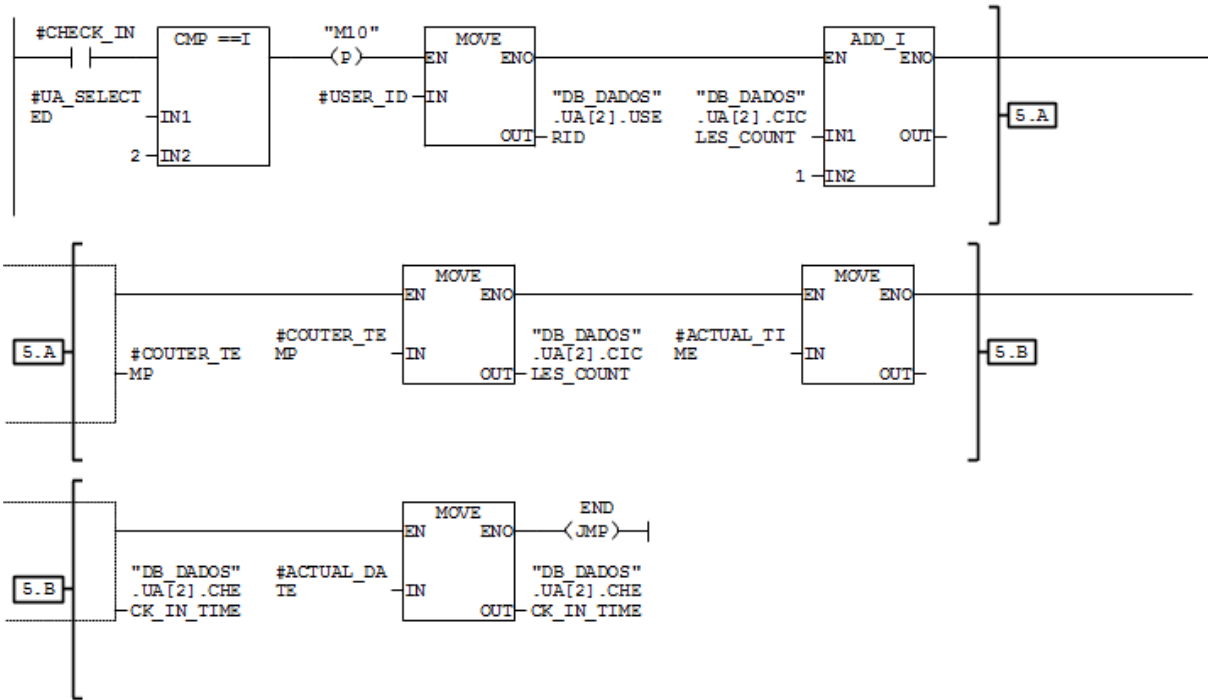 #CHECK_IN
CMP ==I
"M10"
(P)
MOVE
ADD_I
EN ENO
EN ENO
#UA_SELECT
ED
IN1
2 IN2
#USER_ID IN
OUT
"DB_DADOS"
.UA[2].USE
RID
"DB_DADOS"
.UA[2].CIC
LES_COUNT
IN1
OUT
1 IN2
5.A
5.A
#COUTER_TE
MP
MOVE
EN ENO
#COUTER_TE
MP
IN
OUT
"DB_DADOS"
.UA[2].CIC
LES_COUNT
MOVE
EN ENO
#ACTUAL_TI
ME
IN
OUT
5.B
5.B
"DB_DADOS"
.UA[2].CHE
CK_IN_TIME
MOVE
EN ENO
#ACTUAL_DA
TE
IN
OUT
END
(JMP)
"DB_DADOS"
.UA[2].CHE
CK_IN_TIME